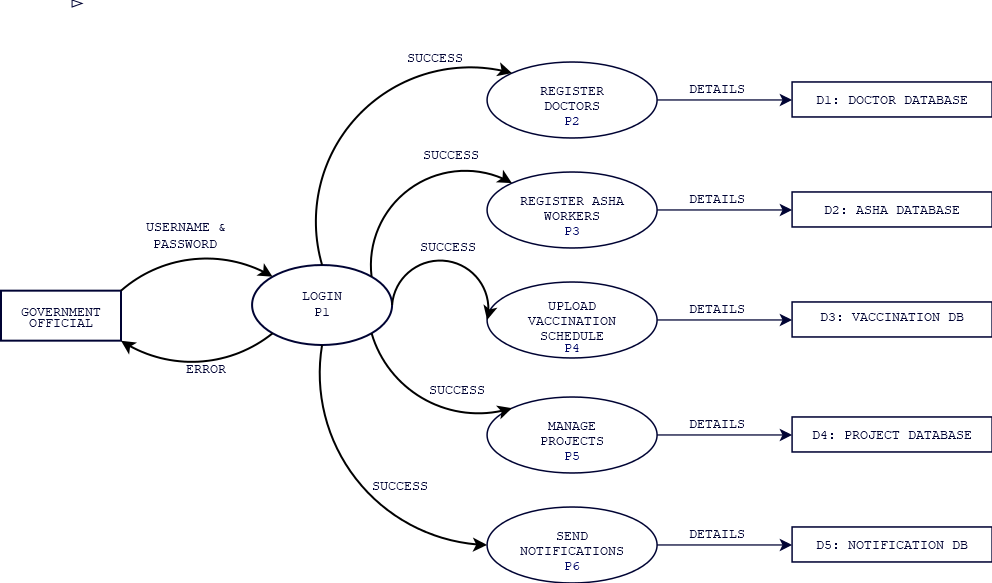 SUCCESS
REGISTER
DOCTORS
P2
DETAILS
D1: DOCTOR DATABASE
SUCCESS
REGISTER ASHA
WORKERS
P3
DETAILS
D2: ASHA DATABASE
USERNAME &
PASSWORD
SUCCESS
GOVERNMENT
OFFICIAL
LOGIN
P1
UPLOAD
VACCINATION
SCHEDULE
P4
DETAILS
D3: VACCINATION DB
ERROR
SUCCESS
MANAGE
PROJECTS
P5
DETAILS
D4: PROJECT DATABASE
SUCCESS
SEND
NOTIFICATIONS
P6
DETAILS
D5: NOTIFICATION DB